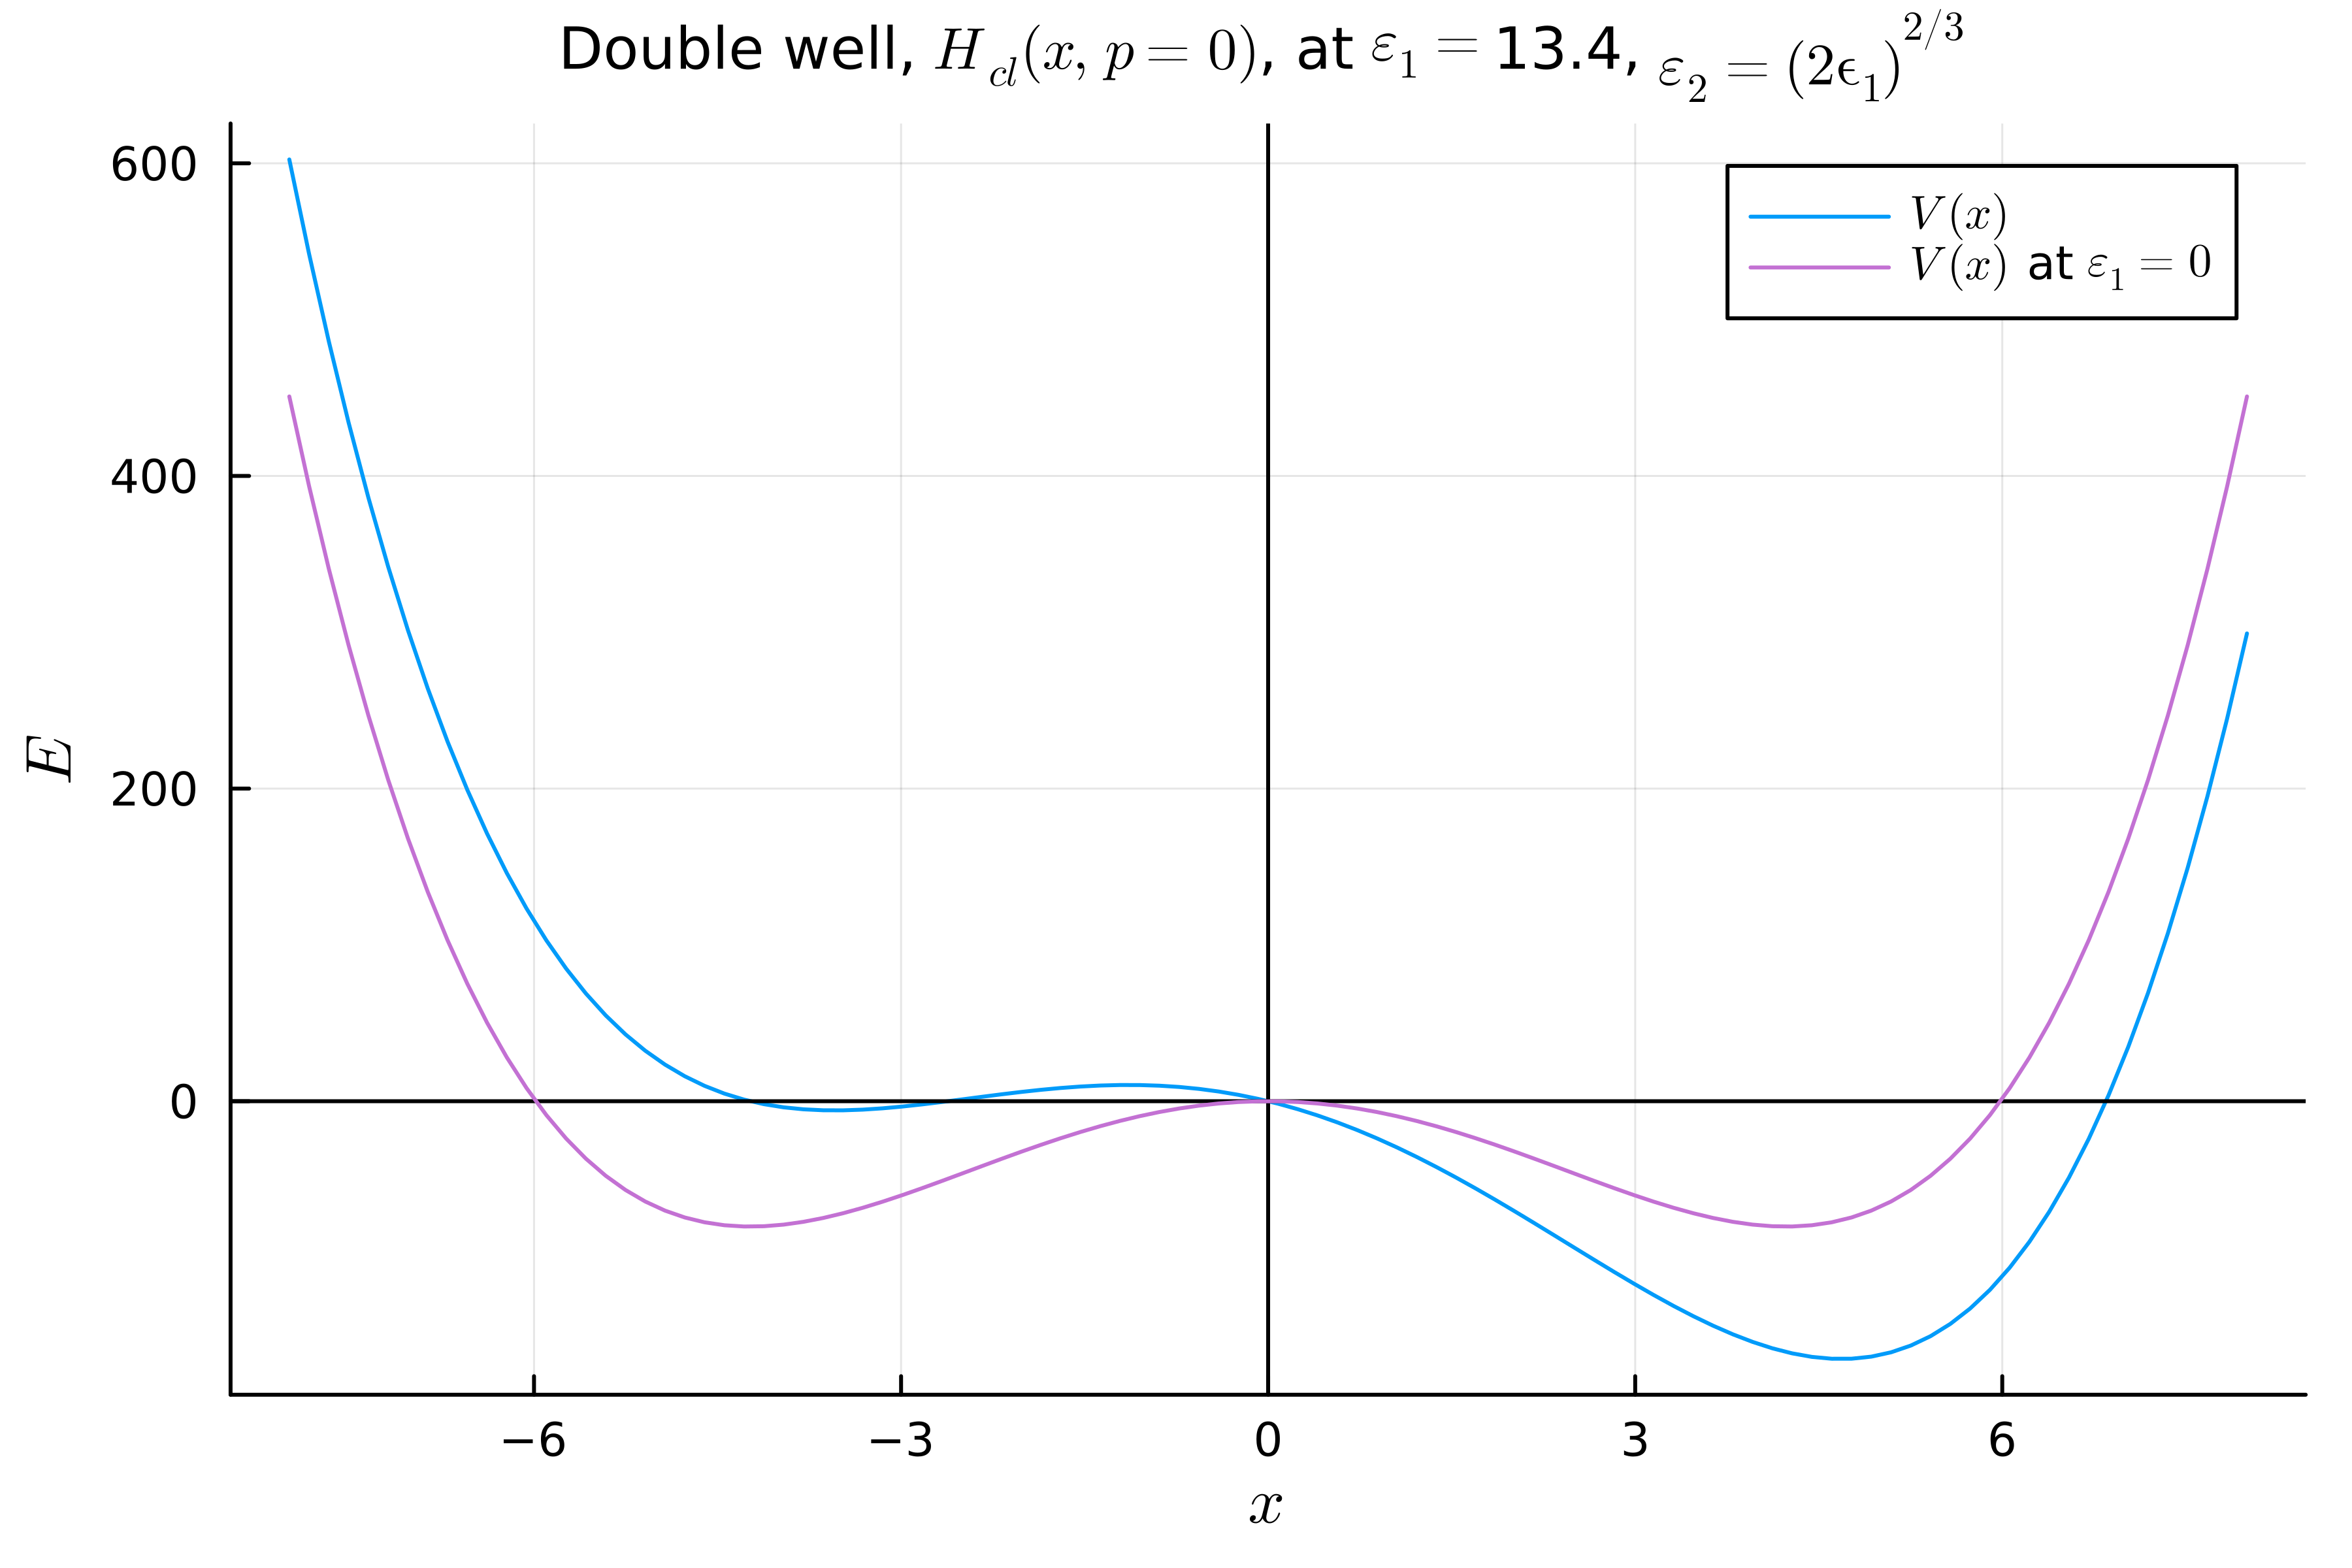 Double well, H_d(x, p = 0), at ε_1 = 13.4, ε_2 = (2ϵ_1)^{2/3}
600
400
200
0
E
V(x)
V(x) at ε_1 = 0
−6 −3 0 3 6
x